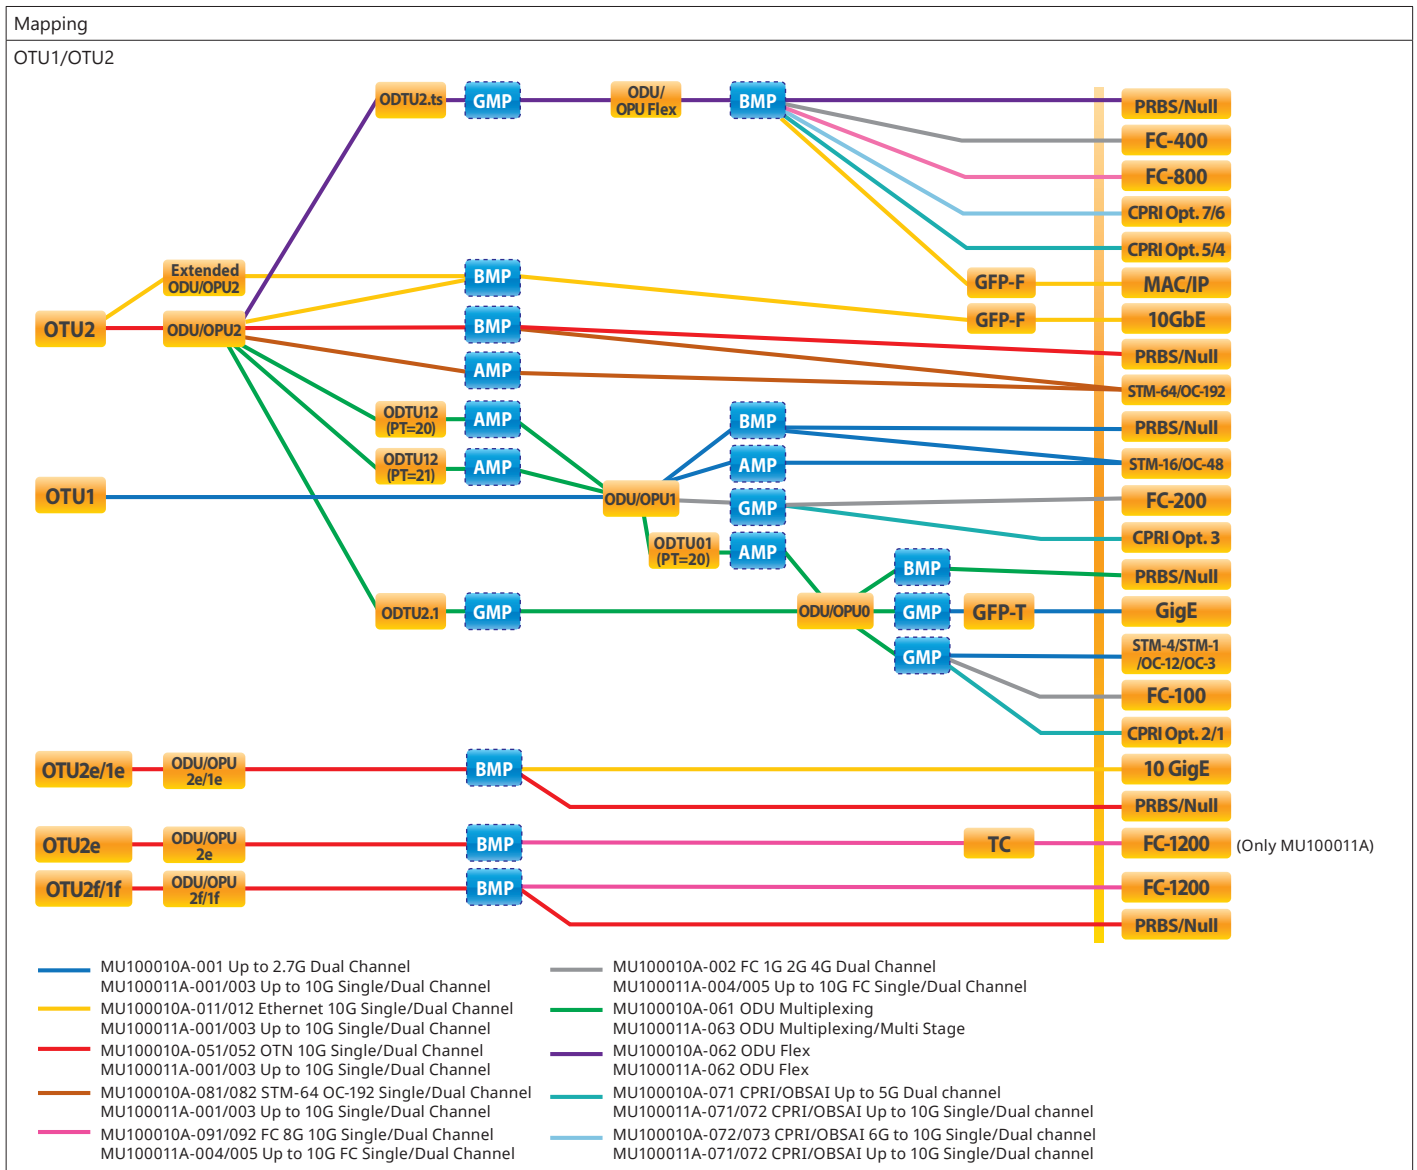 Mapping
OTU1/OTU2
ODTU2.ts
GMP
ODU/
OPU Flex
BMP
PRBS/Null
FC-400
FC-800
CPRI Opt. 7/6
CPRI Opt. 5/4
Extended
ODU/OPU2
BMP
GFP-F
MAC/IP
OTU2
ODU/OPU2
BMP
GFP-F
10GbE
PRBS/Null
AMP
STM-64/OC-192
ODTU12
(PT=20)
AMP
BMP
PRBS/Null
ODTU12
(PT=21)
AMP
AMP
STM-16/OC-48
OTU1
ODU/OPU1
GMP
FC-200
ODTU01
(PT=20)
AMP
CPRI Opt. 3
BMP
PRBS/Null
ODTU2.1
GMP
ODU/OPU0
GMP
GFP-T
GigE
GMP
STM-4/STM-1
/OC-12/OC-3
FC-100
CPRI Opt. 2/1
OTU2e/1e
ODU/OPU
2e/1e
BMP
10 GigE
PRBS/Null
OTU2e
ODU/OPU
2e
BMP
TC
FC-1200
(Only MU100011A)
OTU2f/1f
ODU/OPU
2f/1f
BMP
FC-1200
PRBS/Null
MU100010A-001 Up to 2.7G Dual Channel
MU100011A-001/003 Up to 10G Single/Dual Channel
MU100010A-011/012 Ethernet 10G Single/Dual Channel
MU100011A-001/003 Up to 10G Single/Dual Channel
MU100010A-051/052 OTN 10G Single/Dual Channel
MU100011A-001/003 Up to 10G Single/Dual Channel
MU100010A-081/082 STM-64 OC-192 Single/Dual Channel
MU100011A-001/003 Up to 10G Single/Dual Channel
MU100010A-091/092 FC 8G 10G Single/Dual Channel
MU100011A-004/005 Up to 10G FC Single/Dual Channel
MU100010A-002 FC 1G 2G 4G Dual Channel
MU100011A-004/005 Up to 10G FC Single/Dual Channel
MU100010A-061 ODU Multiplexing
MU100011A-063 ODU Multiplexing/Multi Stage
MU100010A-062 ODU Flex
MU100011A-062 ODU Flex
MU100010A-071 CPRI/OBSAI Up to 5G Dual channel
MU100011A-071/072 CPRI/OBSAI Up to 10G Single/Dual channel
MU100010A-072/073 CPRI/OBSAI 6G to 10G Single/Dual channel
MU100011A-071/072 CPRI/OBSAI Up to 10G Single/Dual channel